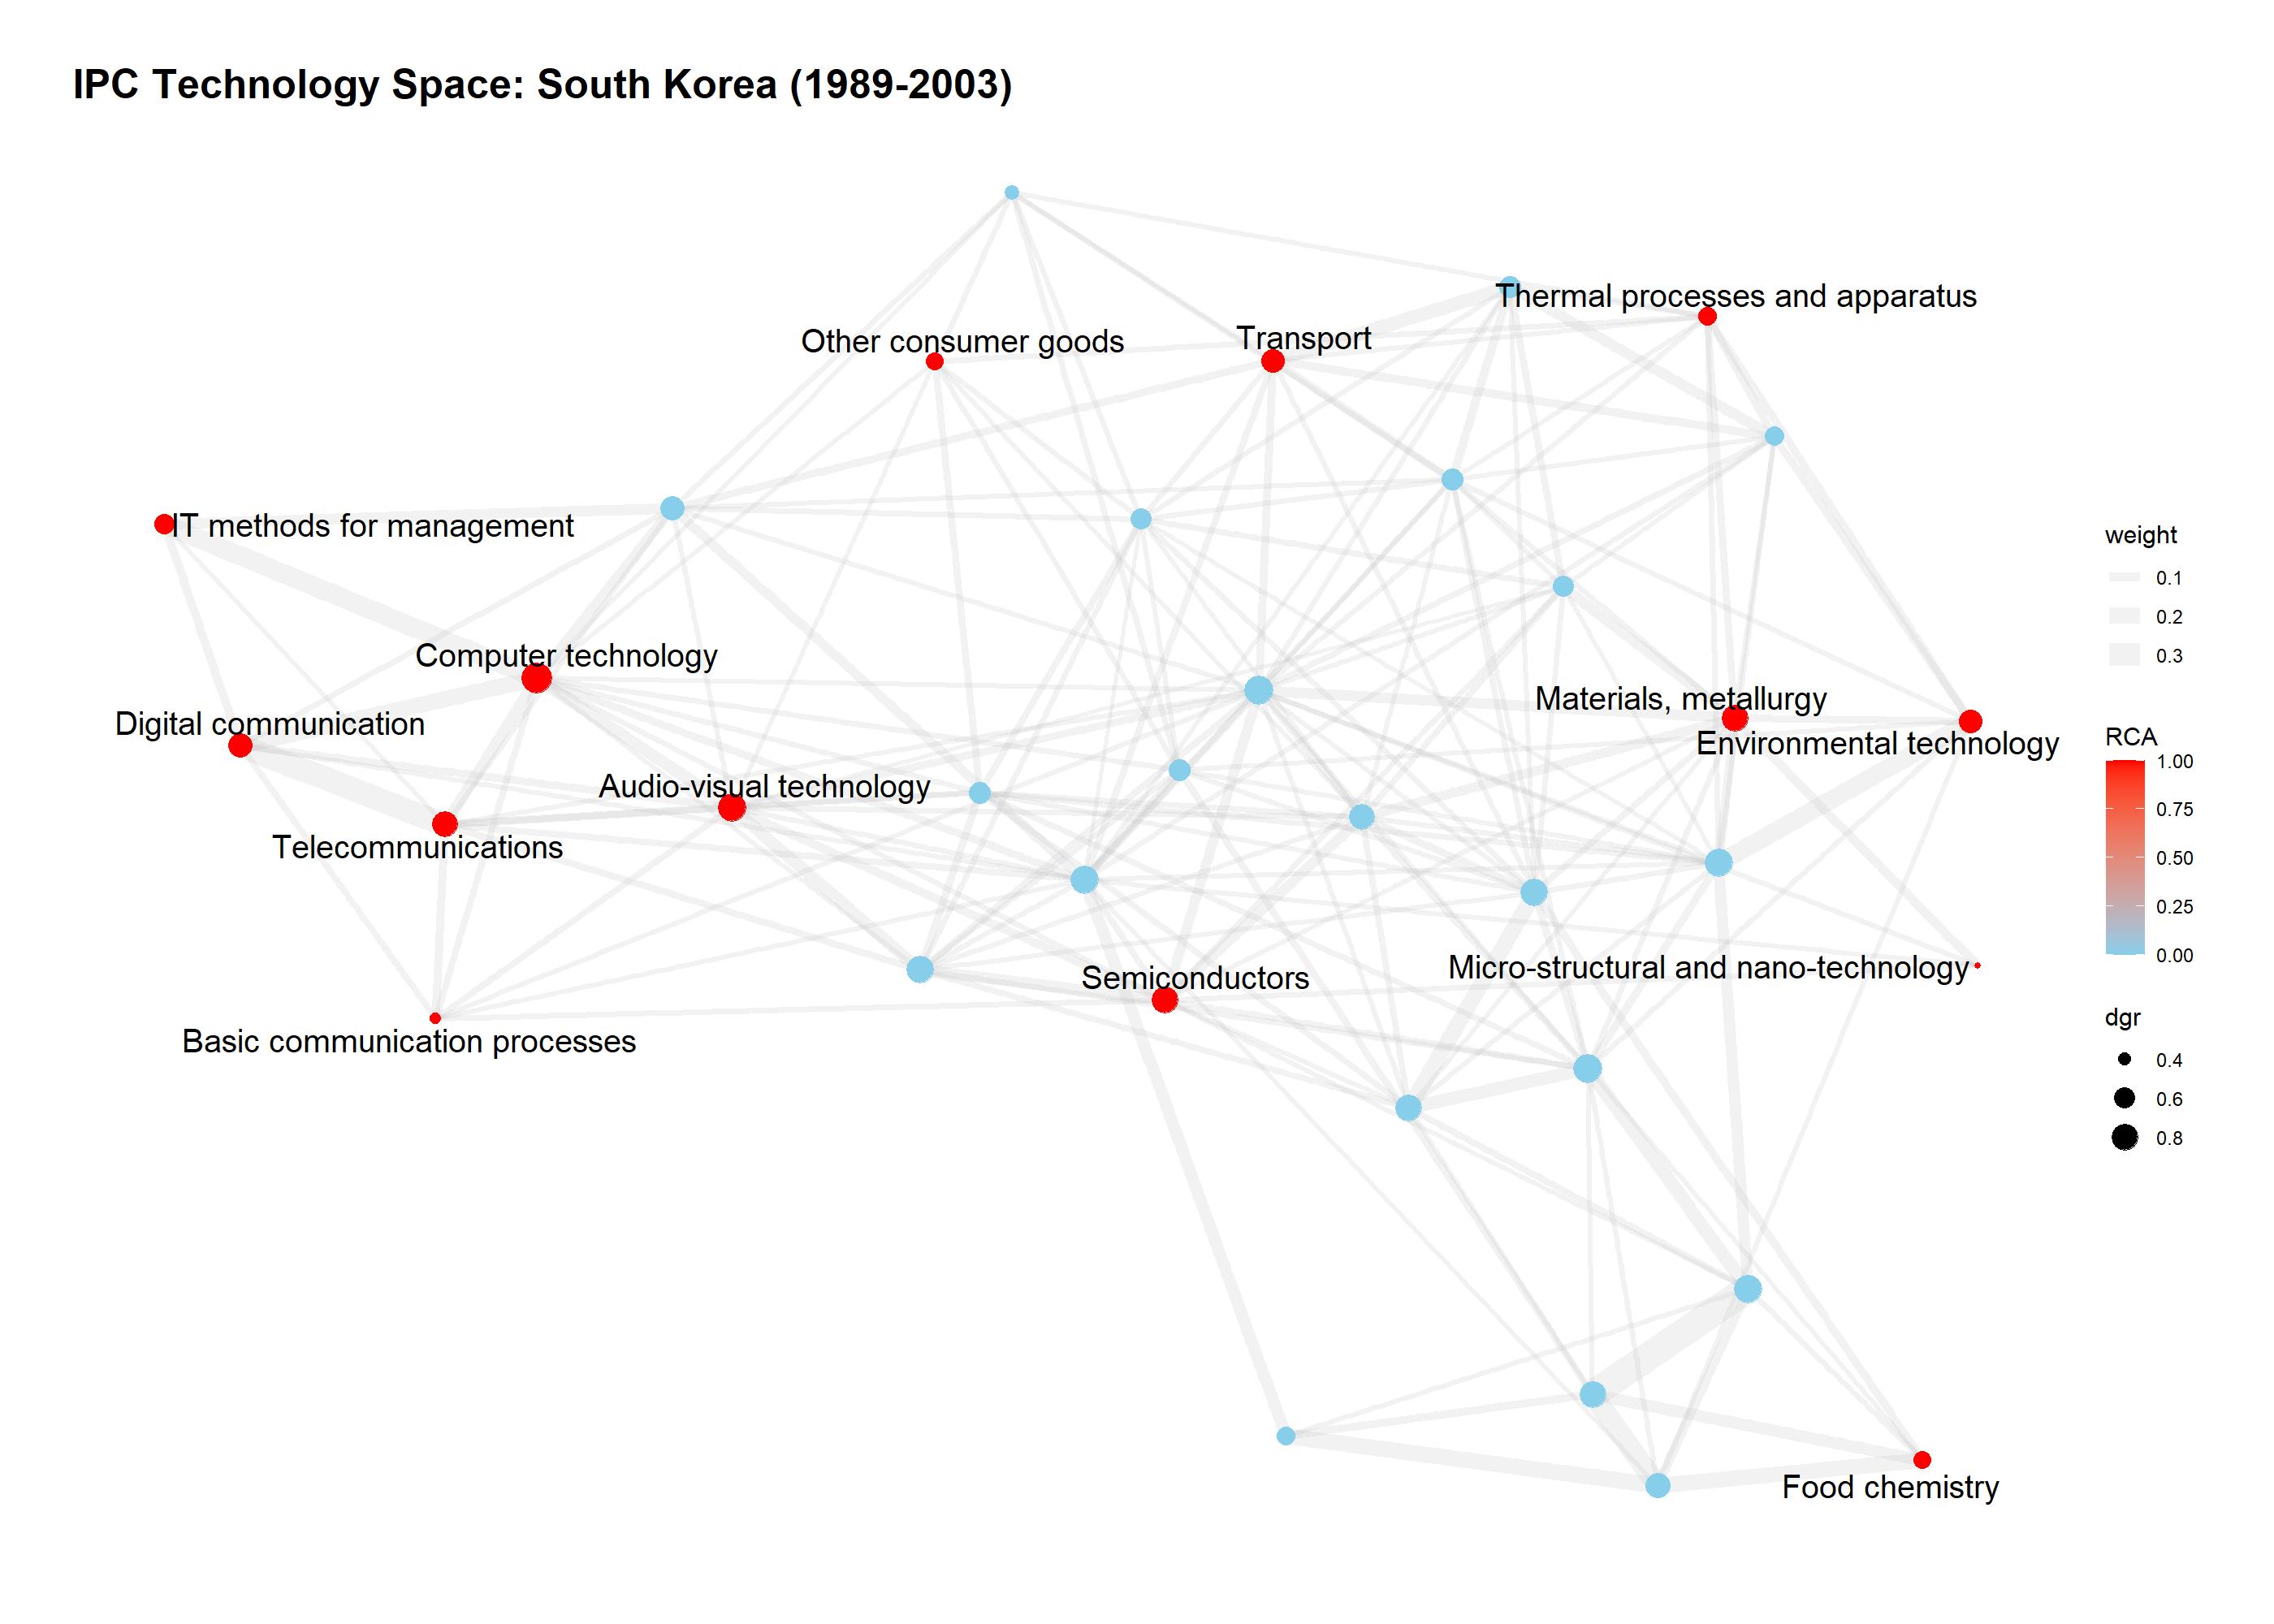 IPC Technology Space: South Korea (1989-2003)
Thermal processes and apparatus
Other consumer goods
Transport
IT methods for management
weight
0.1
0.2
0.3
Computer technology
Materials, metallurgy
Digital communication
Environmental technology
RCA
1.00
0.75
0.50
0.25
0.00
Audio-visual technology
Telecommunications
Semiconductors
Micro-structural and nano-technology
Basic communication processes
dgr
0.4
0.6
0.8
Food chemistry